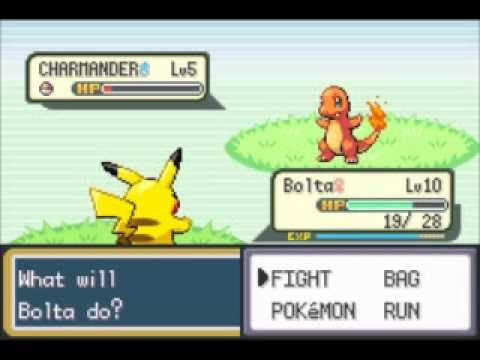 CHARMANDER♂ Lv5
HP
Bolta♀ Lv10
HP
19/ 28
EXP
What will
Bolta do?
FIGHT BAG
POKéMON RUN